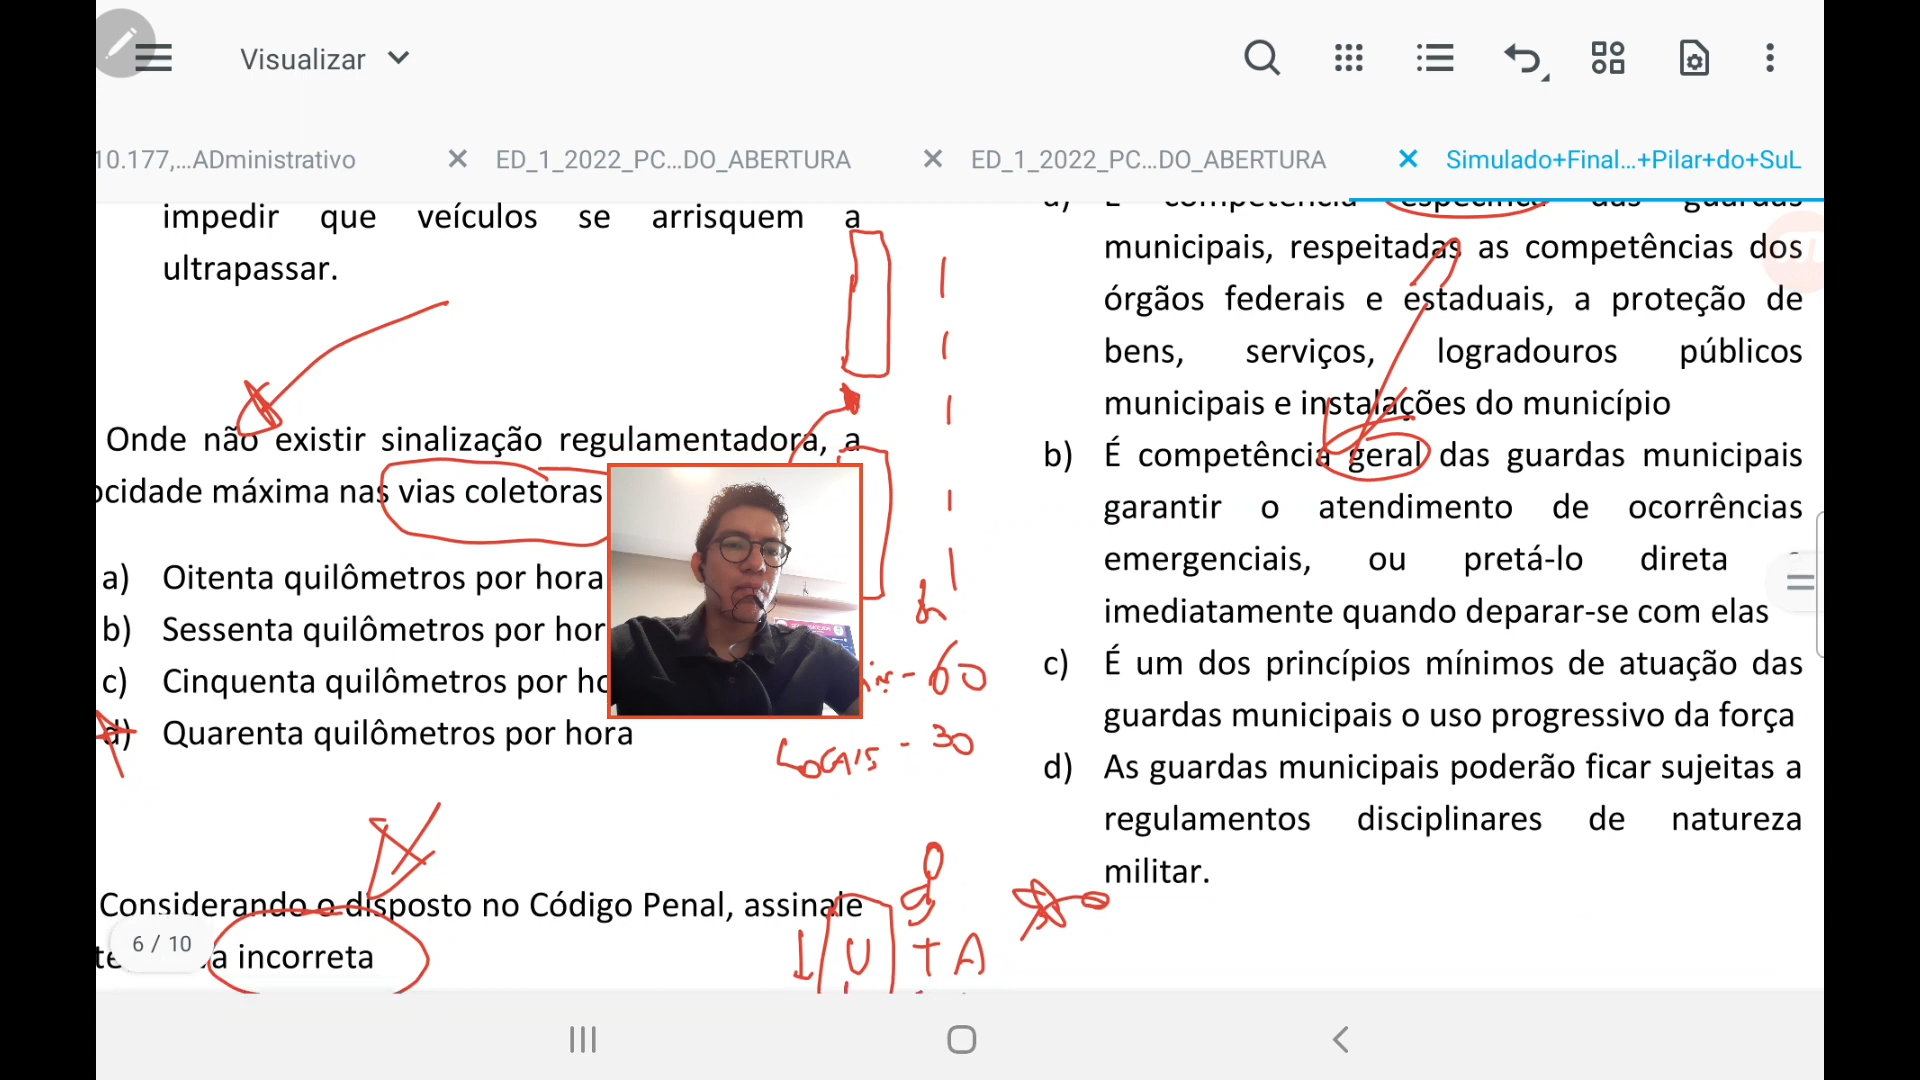 Visualizar
10.177,...ADministrativo
ED_1_2022_PC...DO_ABERTURA
ED_1_2022_PC...DO_ABERTURA
Simulado+Final...+Pilar+do+SuL
impedir que veículos se arrisquem a
ultrapassar.
Onde não existir sinalização regulamentadora, a
ocidade máxima nas vias coletoras
a) Oitenta quilômetros por hora
b) Sessenta quilômetros por hor
c) Cinquenta quilômetros por ho
d) Quarenta quilômetros por hora
60
Locais - 30
Considerando o disposto no Código Penal, assinale
a incorreta
6 / 10
I U T A
a) É competência específica das guardas
municipais, respeitadas as competências dos
órgãos federais e estaduais, a proteção de
bens, serviços, logradouros públicos
municipais e instalações do município
b) É competência geral das guardas municipais
garantir o atendimento de ocorrências
emergenciais, ou pretá-lo direta
imediatamente quando deparar-se com elas
c) É um dos princípios mínimos de atuação das
guardas municipais o uso progressivo da força
d) As guardas municipais poderão ficar sujeitas a
regulamentos disciplinares de natureza
militar.